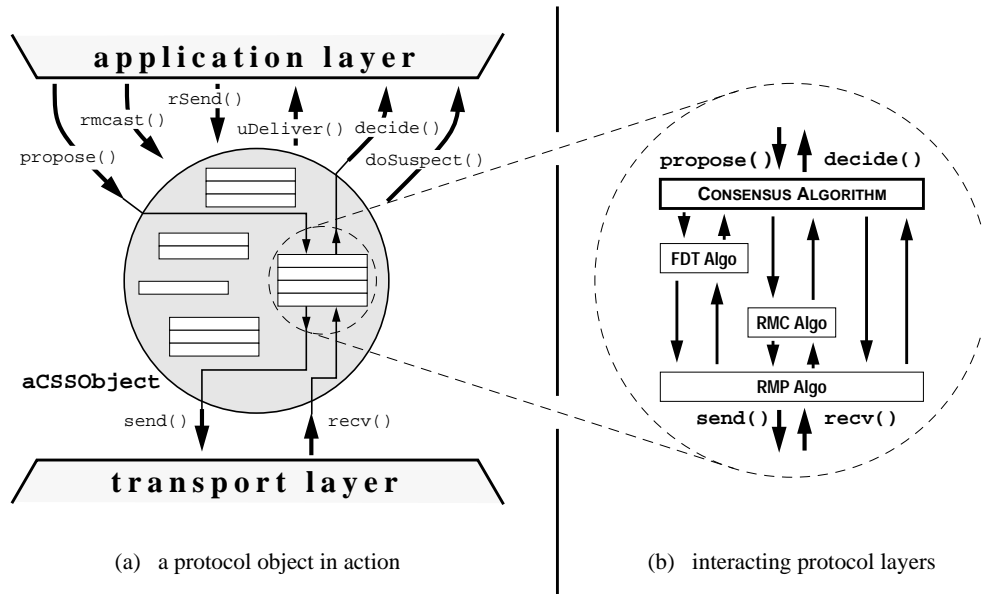 application layer
rSend()
rmcast()
propose()
uDeliver()
decide()
doSuspect()
aCSSObject
send()
recv()
transport layer
(a) a protocol object in action
propose()
decide()
CONSENSUS ALGORITHM
FDT Algo
RMC Algo
RMP Algo
send()
recv()
(b) interacting protocol layers